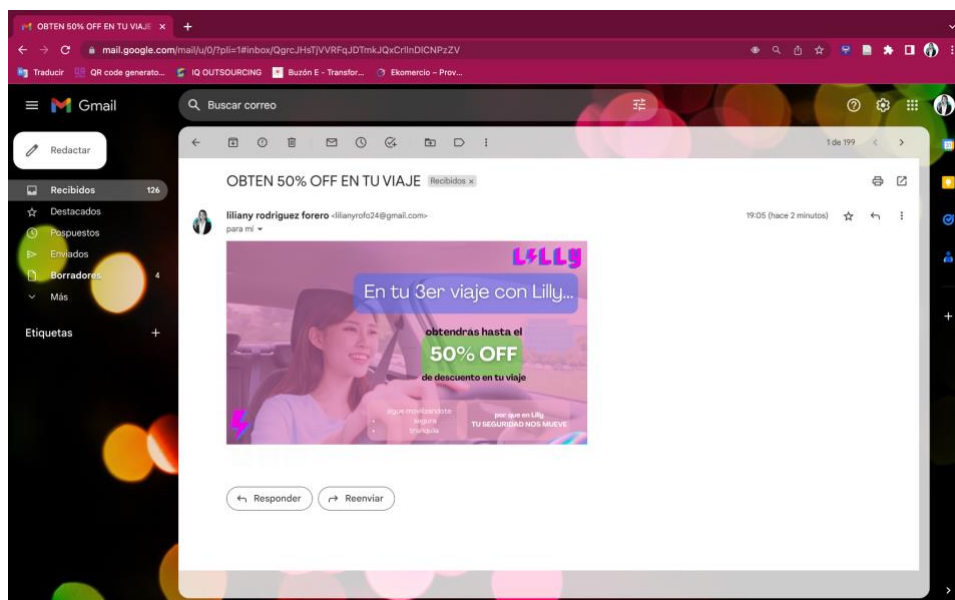 OBTEN 50% OFF EN TU VIAJE
mail.google.com/mail/u/0/?pli=1#inbox/QgrcJHsTjVVRFqJDTmkJQxCrllnDlCNPzZV
Traducir
QR code generato...
IQ OUTSOURCING
Buzón E - Transfor...
Ekomercio – Prov...
Gmail
Buscar correo
Redactar
1 de 199
Recibidos 126
Destacados
Pospuestos
Enviados
Borradores 4
Más
Etiquetas
OBTEN 50% OFF EN TU VIAJE Recibidos x
liliany rodriguez forero <lilianyrofo24@gmail.com>
19:05 (hace 2 minutos)
para mí
LILLY
En tu 3er viaje con Lilly...
obtendrás hasta el
50% OFF
de descuento en tu viaje
sigue movilizandote
• segura
• tranquila
por que en Lilly
TU SEGURIDAD NOS MUEVE
Responder
Reenviar